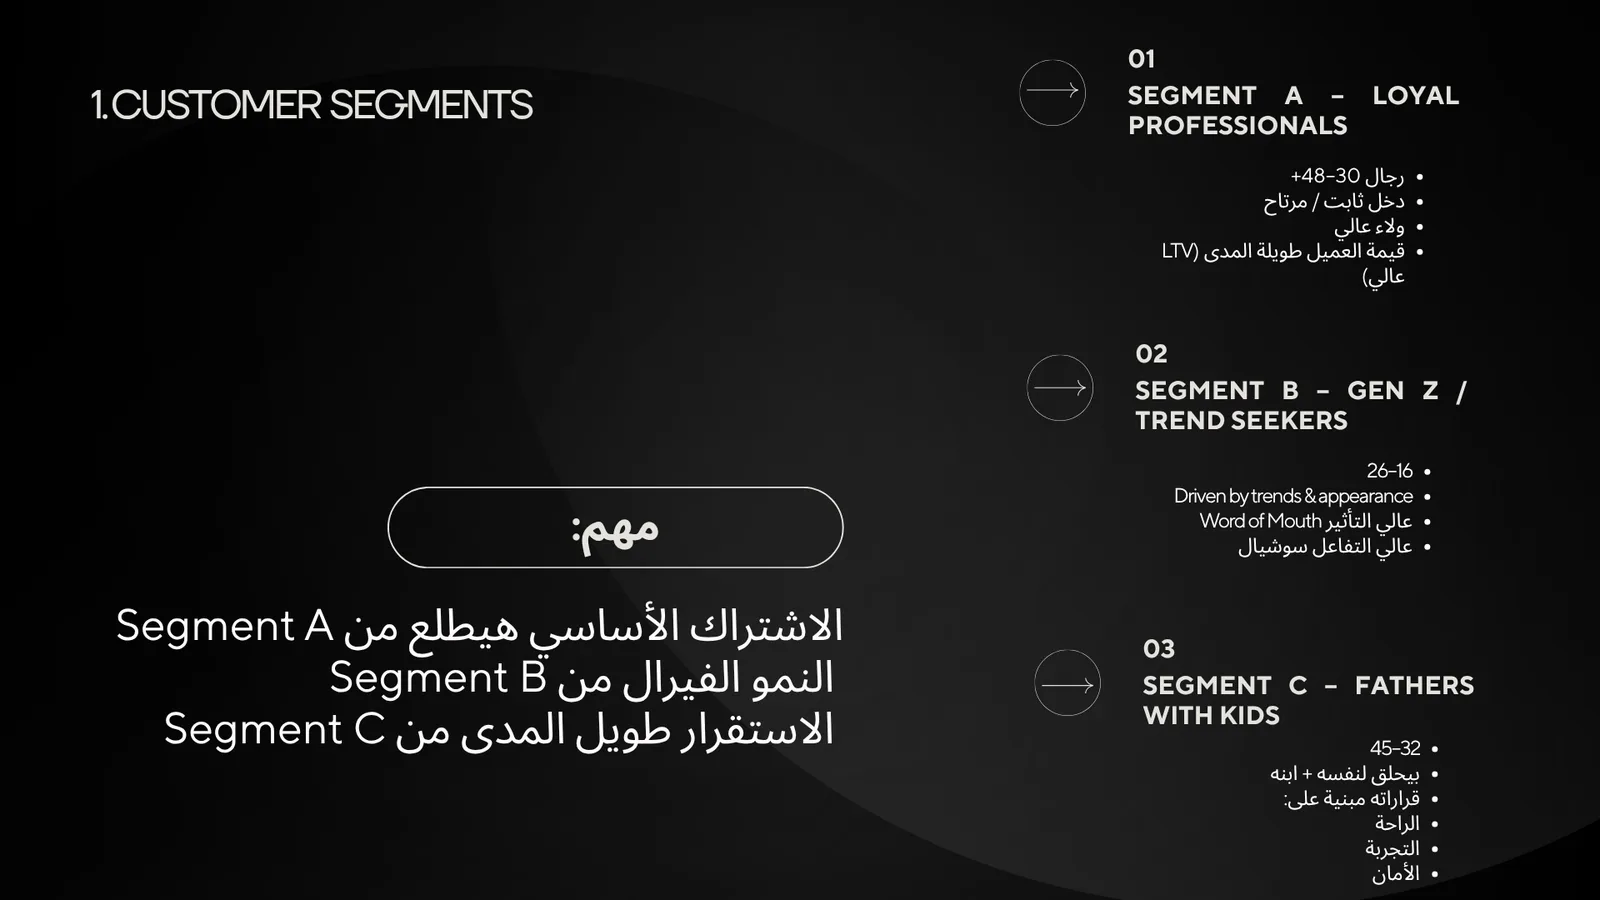 1.CUSTOMER SEGMENTS
01
SEGMENT A – LOYAL
PROFESSIONALS
رجال 30–48+
دخل ثابت / مرتاح
ولاء عالي
قيمة العميل طويلة المدى (LTV
عالي)
02
SEGMENT B – GEN Z /
TREND SEEKERS
16–26
Driven by trends & appearance
عالي التأثير Word of Mouth
عالي التفاعل سوشيال
03
SEGMENT C – FATHERS
WITH KIDS
32–45
بيحلق لنفسه + ابنه
قراراته مبنية على:
الراحة
التجربة
الأمان
مهم:
الاشتراك الأساسي هيطلع من Segment A
النمو الفيرال من Segment B
الاستقرار طويل المدى من Segment C